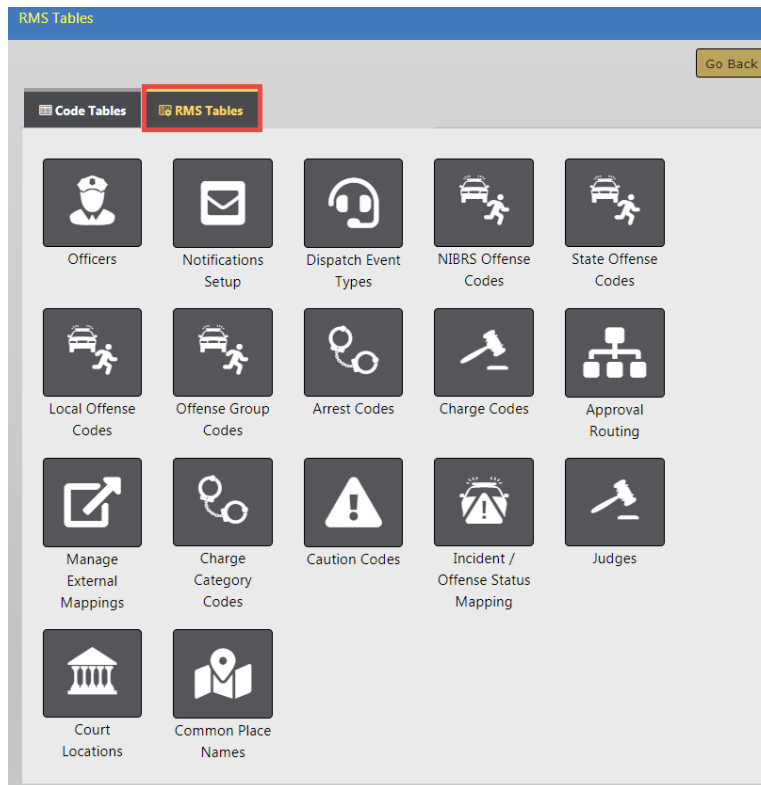 RMS Tables
Go Back
Code Tables
RMS Tables
Officers
Notifications
Setup
Dispatch Event
Types
NIBRS Offense
Codes
State Offense
Codes
Local Offense
Codes
Offense Group
Codes
Arrest Codes
Charge Codes
Approval
Routing
Manage
External
Mappings
Charge
Category
Codes
Caution Codes
Incident /
Offense Status
Mapping
Judges
Court
Locations
Common Place
Names